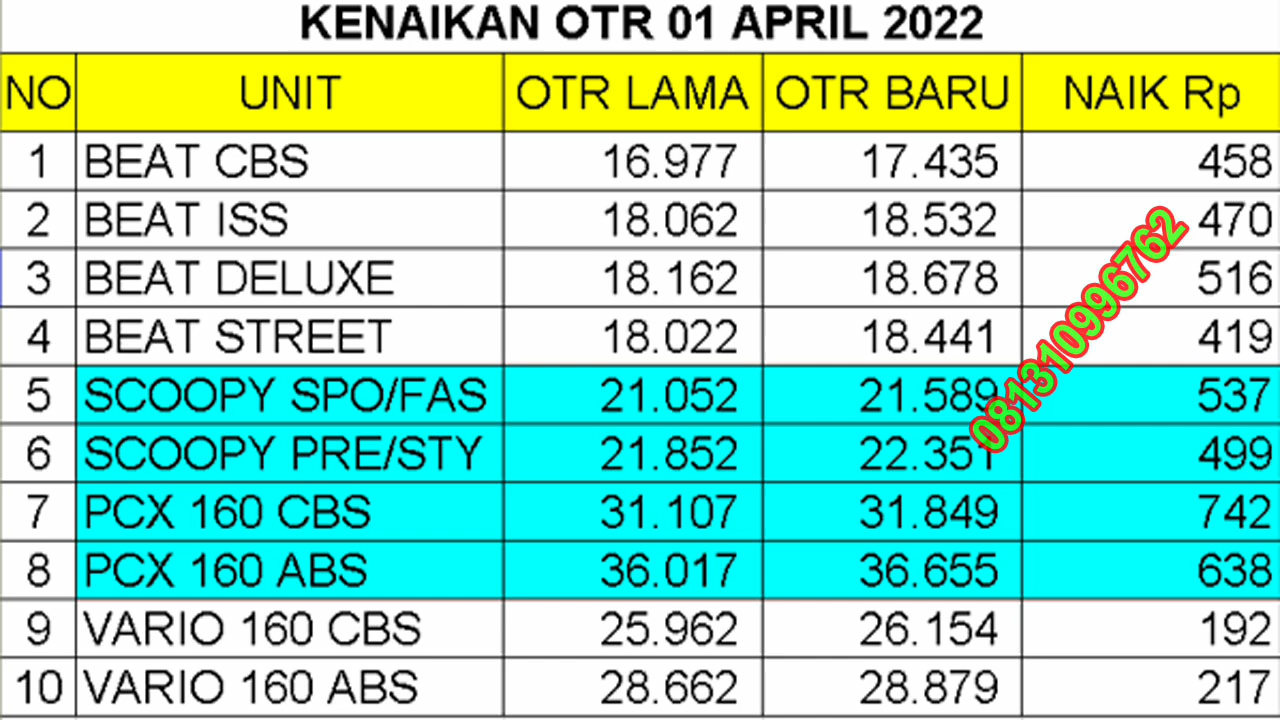 KENAIKAN OTR 01 APRIL 2022
NO UNIT OTR LAMA OTR BARU NAIK Rp
1 BEAT CBS 16.977 17.435 458
2 BEAT ISS 18.062 18.532 470
3 BEAT DELUXE 18.162 18.678 516
4 BEAT STREET 18.022 18.441 419
5 SCOOPY SPO/FAS 21.052 21.589 537
6 SCOOPY PRE/STY 21.852 22.351 499
7 PCX 160 CBS 31.107 31.849 742
8 PCX 160 ABS 36.017 36.655 638
9 VARIO 160 CBS 25.962 26.154 192
10 VARIO 160 ABS 28.662 28.879 217
081310996762